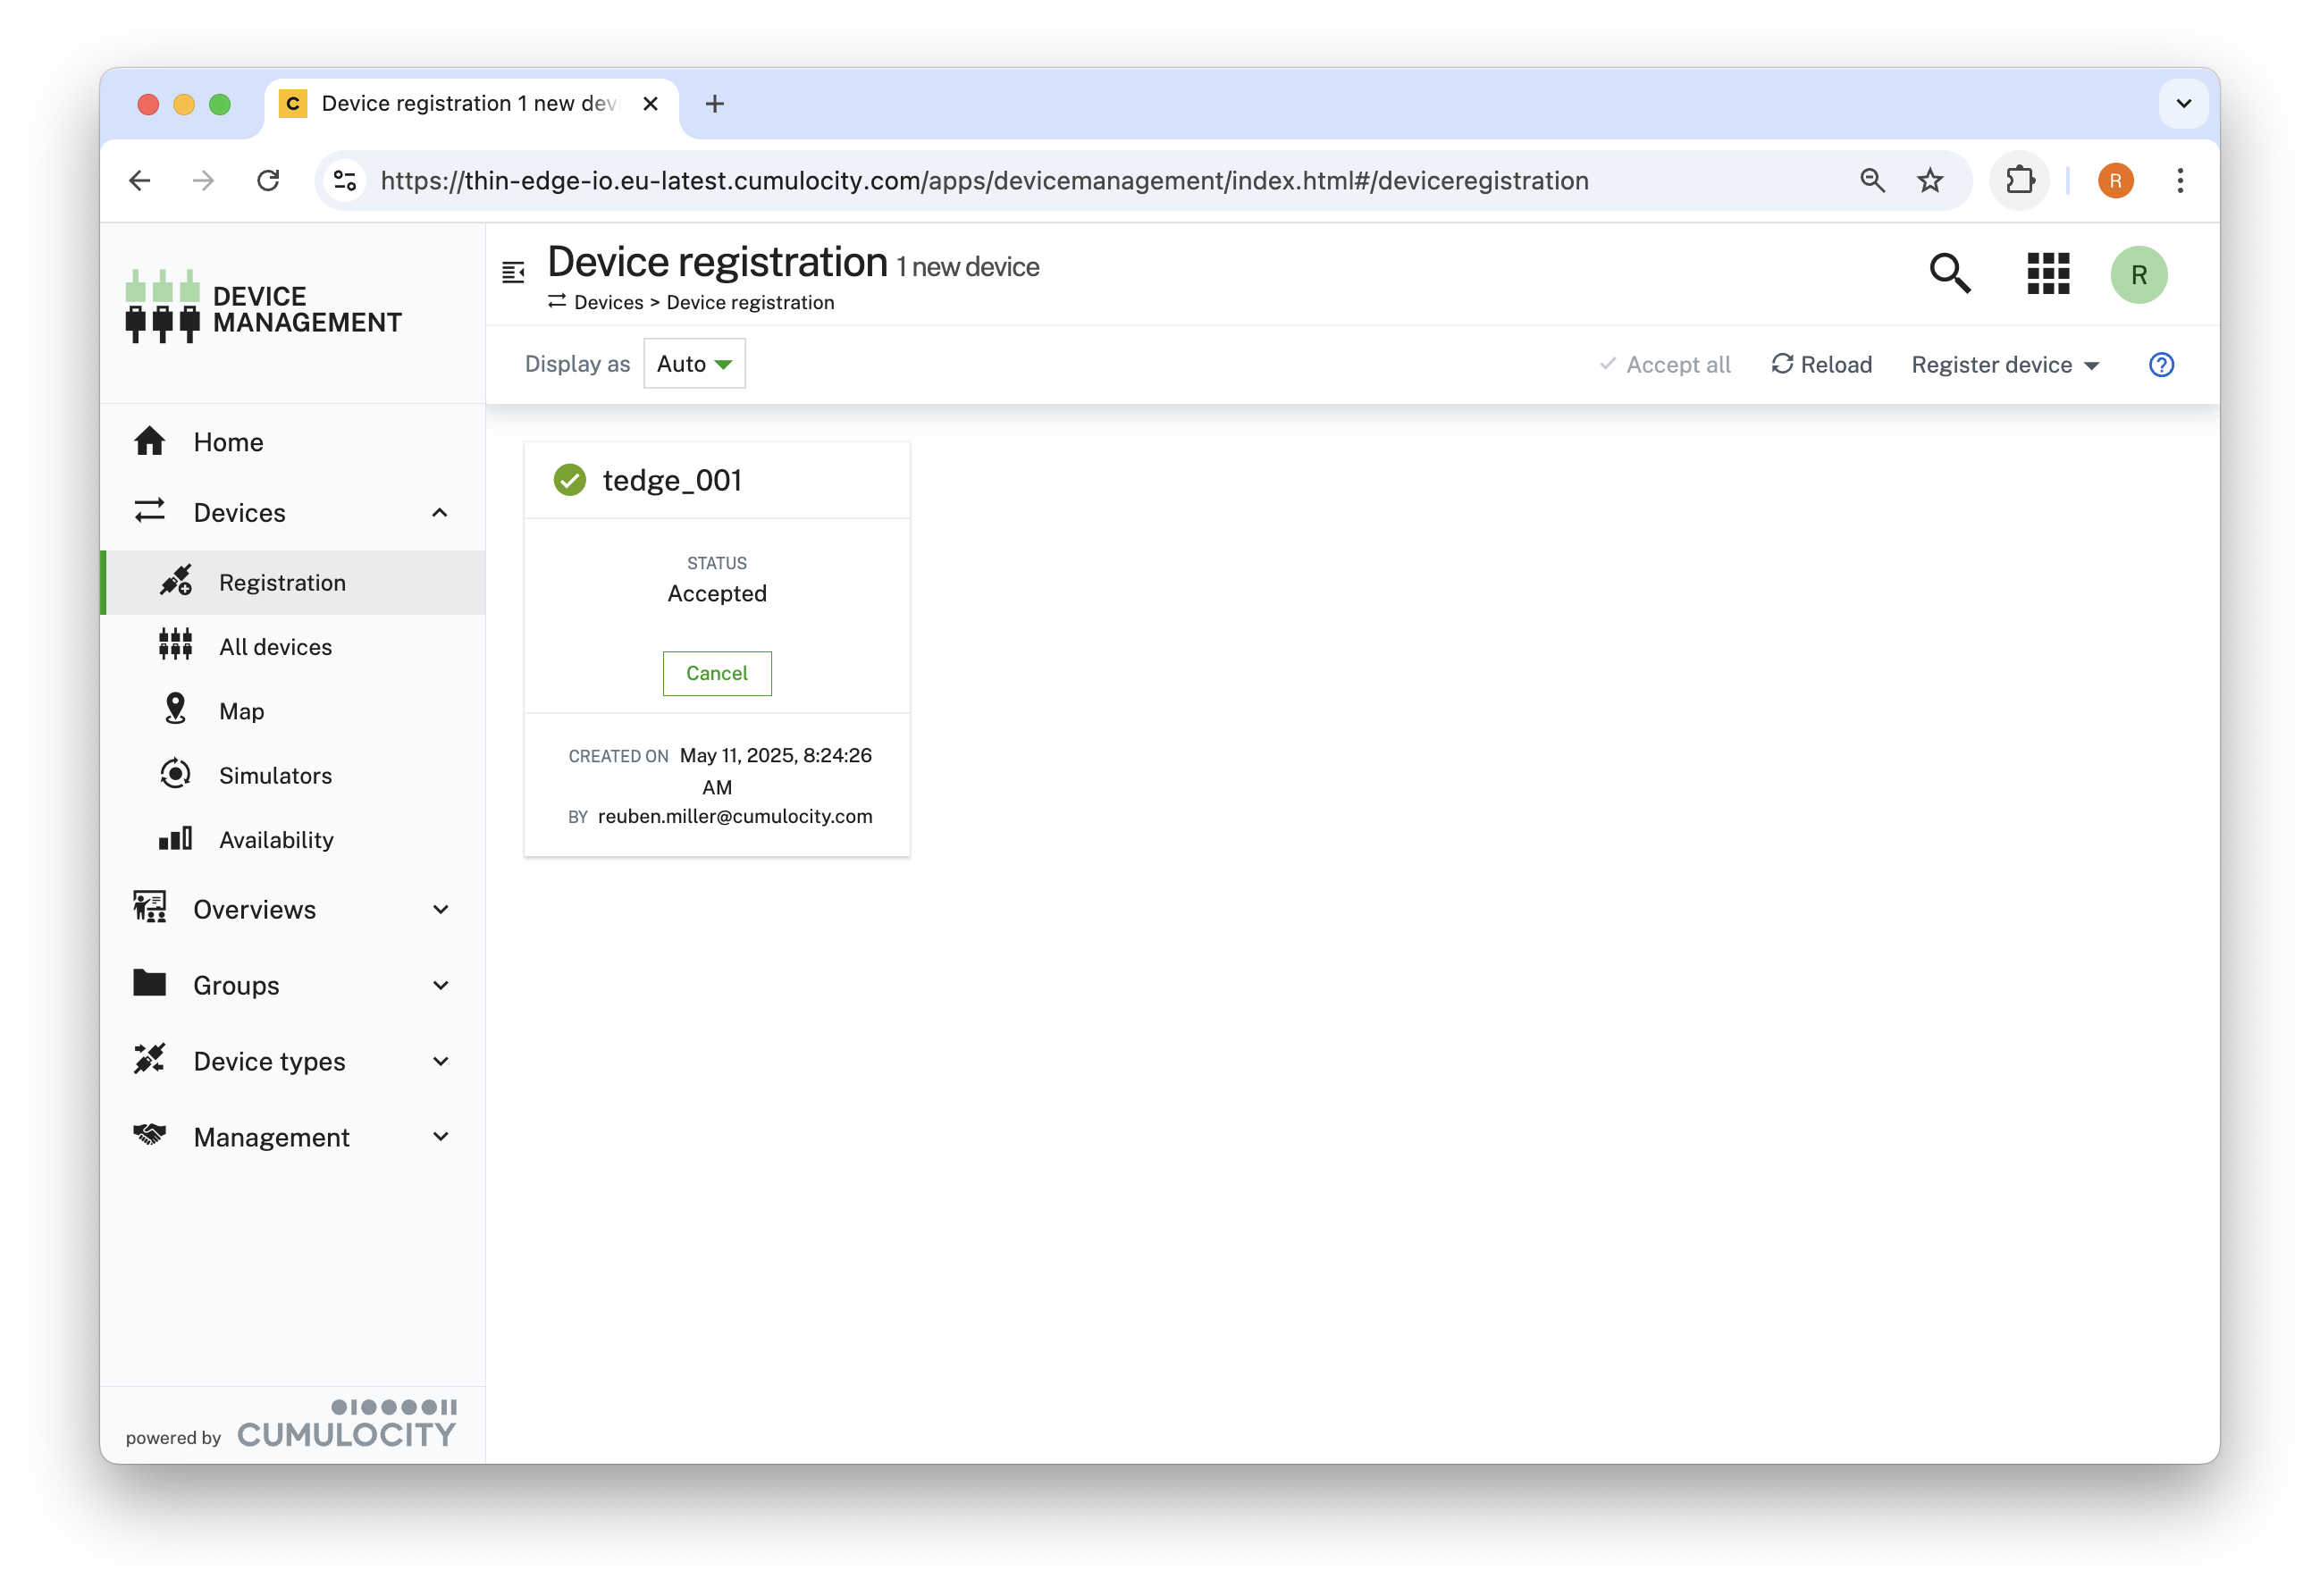 C Device registration 1 new dev
https://thin-edge-io.eu-latest.cumulocity.com/apps/devicemanagement/index.html#/deviceregistration
R
DEVICE
MANAGEMENT
Device registration 1 new device
Devices > Device registration
R
Display as Auto
Accept all Reload Register device ?
Home
Devices
Registration
All devices
Map
Simulators
Availability
Overviews
Groups
Device types
Management
tedge_001
STATUS
Accepted
Cancel
CREATED ON May 11, 2025, 8:24:26
AM
BY reuben.miller@cumulocity.com
powered by CUMULOCITY